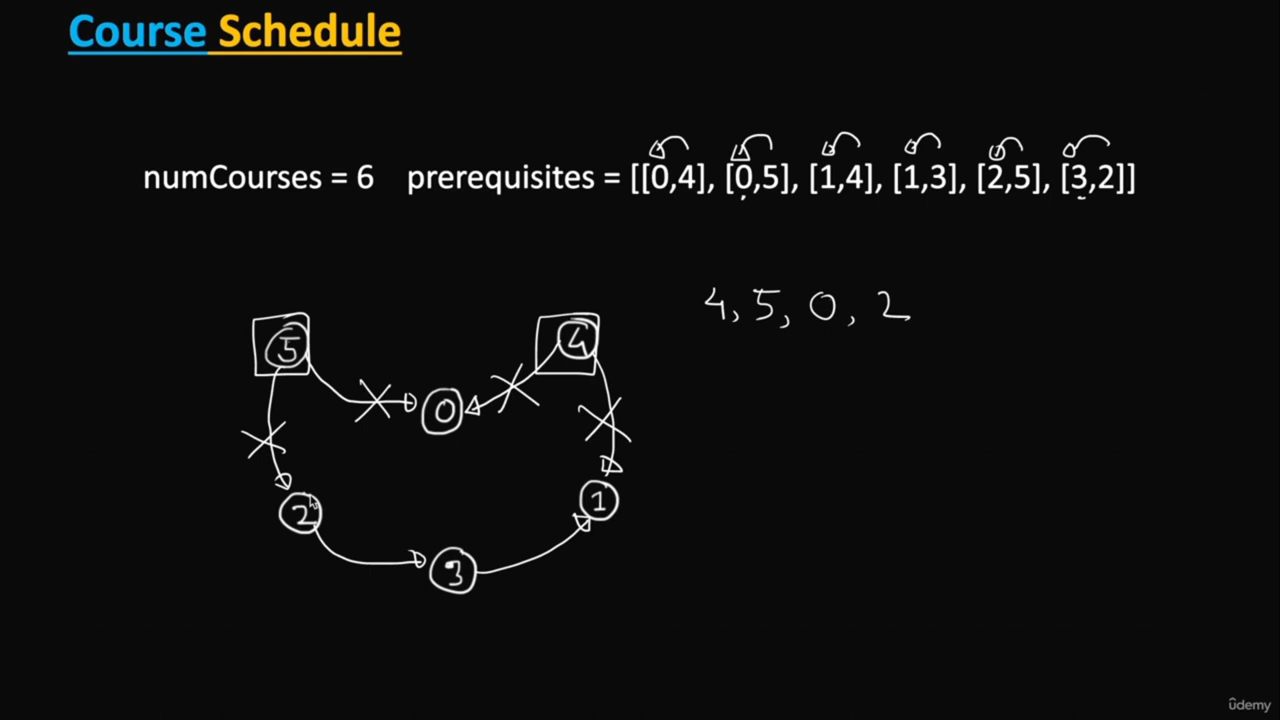 Course Schedule
numCourses = 6 prerequisites = [[0,4], [0,5], [1,4], [1,3], [2,5], [3,2]]
4, 5, 0, 2
5
4
0
2
1
3
ûdemy